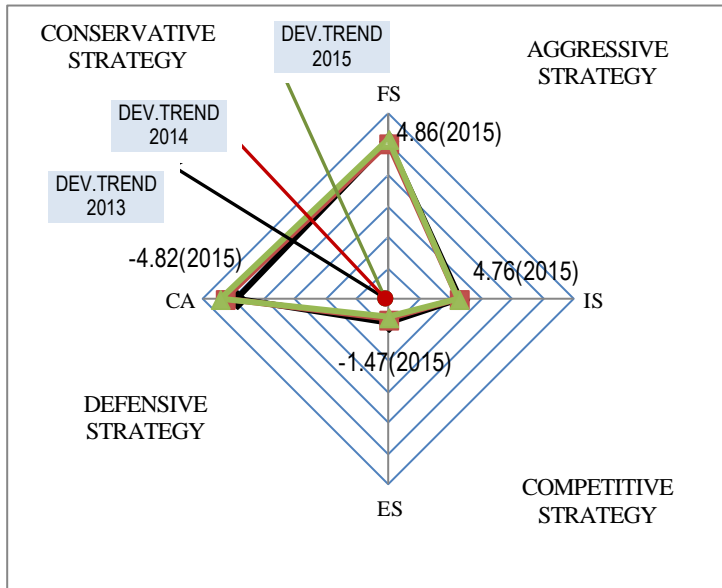 CONSERVATIVE
STRATEGY
DEV.TREND
2015
AGGRESSIVE
STRATEGY
FS
DEV.TREND
2014
4.86(2015)
DEV.TREND
2013
-4.82(2015)
4.76(2015)
CA
IS
-1.47(2015)
DEFENSIVE
STRATEGY
COMPETITIVE
STRATEGY
ES